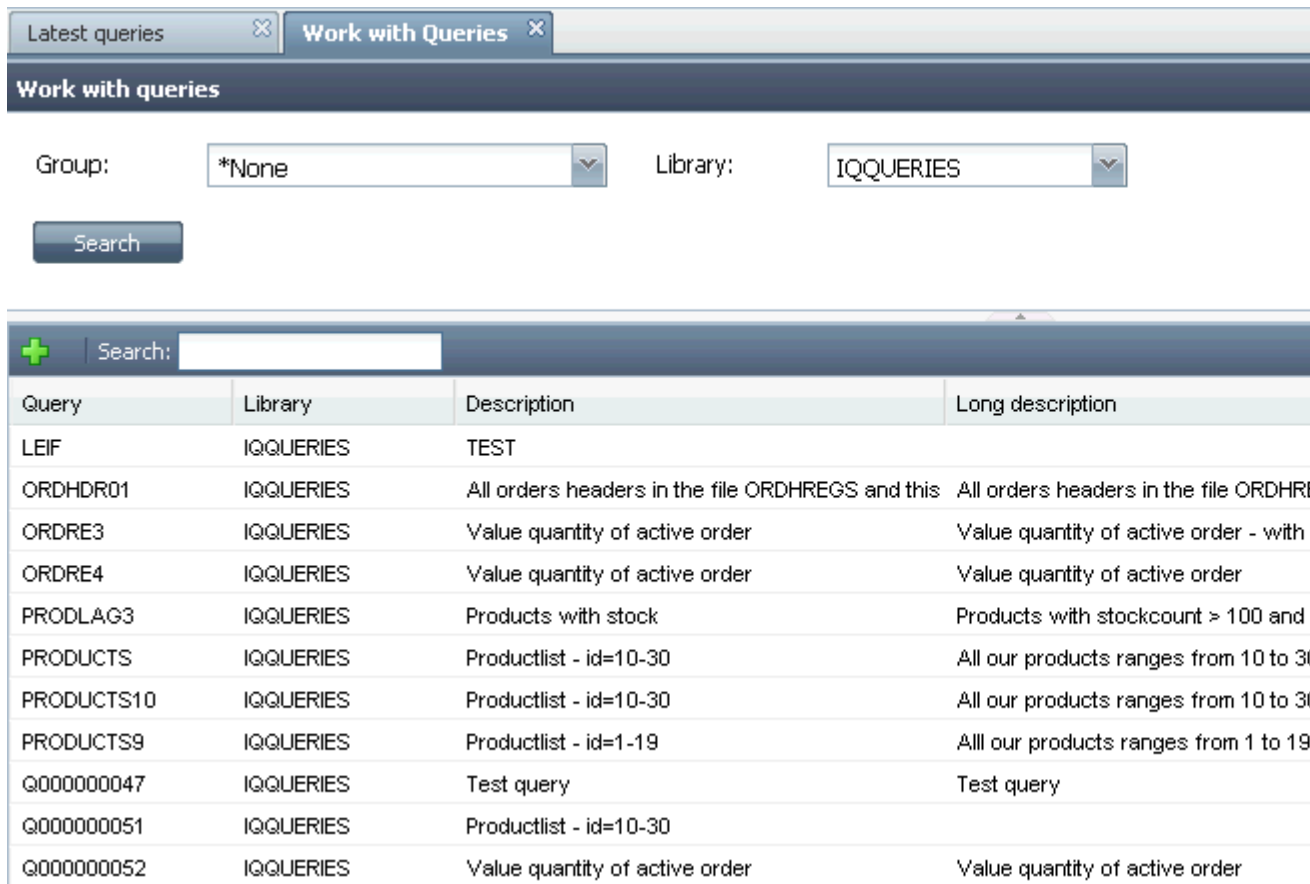 Latest queries Work with Queries
Work with queries
Group: *None Library: IQQUERIES
Search
Search:
Query Library Description Long description
LEIF IQQUERIES TEST
ORDHDR01 IQQUERIES All orders headers in the file ORDHREGS and this All orders headers in the file ORDHRE
ORDRE3 IQQUERIES Value quantity of active order Value quantity of active order - with
ORDRE4 IQQUERIES Value quantity of active order Value quantity of active order
PRODLAG3 IQQUERIES Products with stock Products with stockcount > 100 and
PRODUCTS IQQUERIES Productlist - id=10-30 All our products ranges from 10 to 30
PRODUCTS10 IQQUERIES Productlist - id=10-30 All our products ranges from 10 to 30
PRODUCTS9 IQQUERIES Productlist - id=1-19 Alll our products ranges from 1 to 19
Q000000047 IQQUERIES Test query Test query
Q000000051 IQQUERIES Productlist - id=10-30
Q000000052 IQQUERIES Value quantity of active order Value quantity of active order